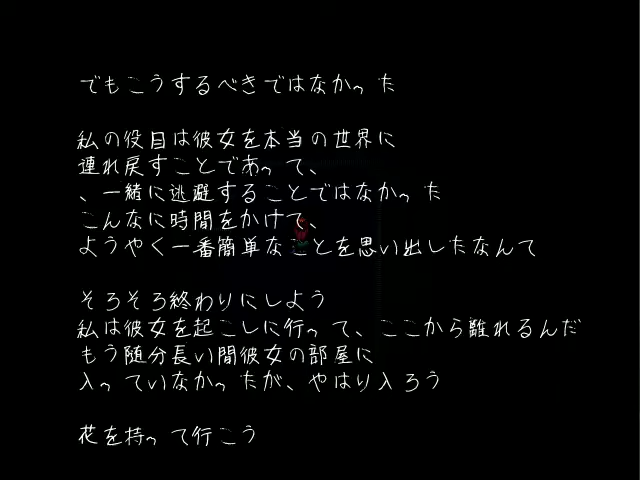 でもこうするべきではなかった
私の役目は彼女を本当の世界に
連れ戻すことであって、
、一緒に逃避することではなかった
こんなに時間をかけて、
ようやく一番簡単なことを思い出したなんて
そろそろ終わりにしよう
私は彼女を起こしに行って、ここから離れるんだ
もう随分長い間彼女の部屋に
入っていなかったが、やはり入ろう
花を持って行こう